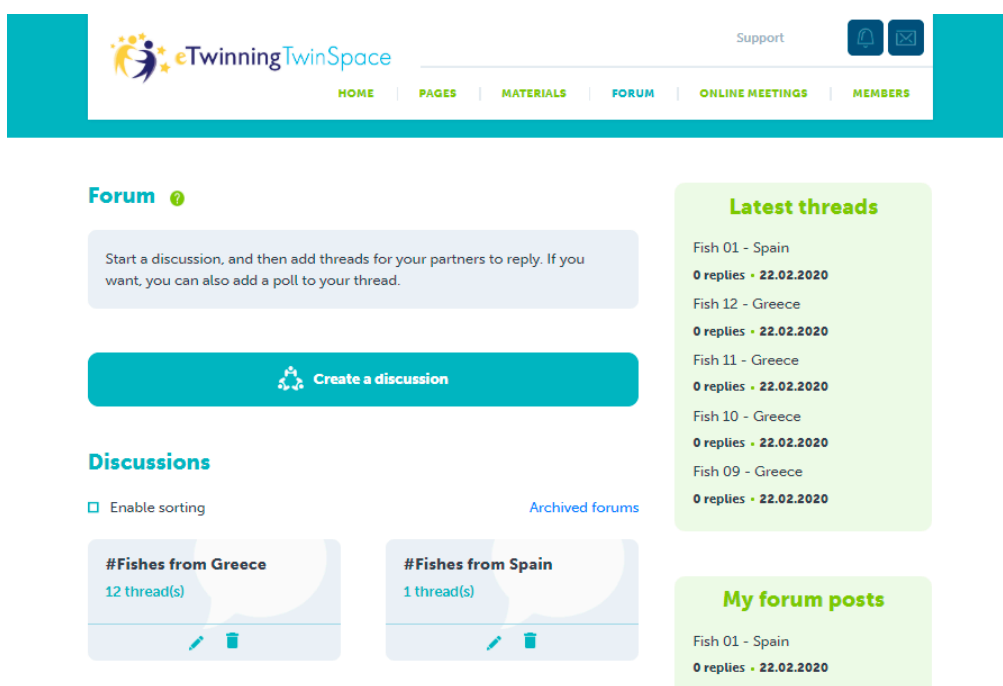 eTwinningTwinSpace
Support
HOME
PAGES
MATERIALS
FORUM
ONLINE MEETINGS
MEMBERS
Forum ?
Start a discussion, and then add threads for your partners to reply. If you
want, you can also add a poll to your thread.
Create a discussion
Discussions
Enable sorting
Archived forums
#Fishes from Greece
12 thread(s)
#Fishes from Spain
1 thread(s)
Latest threads
Fish 01 - Spain
0 replies • 22.02.2020
Fish 12 - Greece
0 replies • 22.02.2020
Fish 11 - Greece
0 replies • 22.02.2020
Fish 10 - Greece
0 replies • 22.02.2020
Fish 09 - Greece
0 replies • 22.02.2020
My forum posts
Fish 01 - Spain
0 replies • 22.02.2020